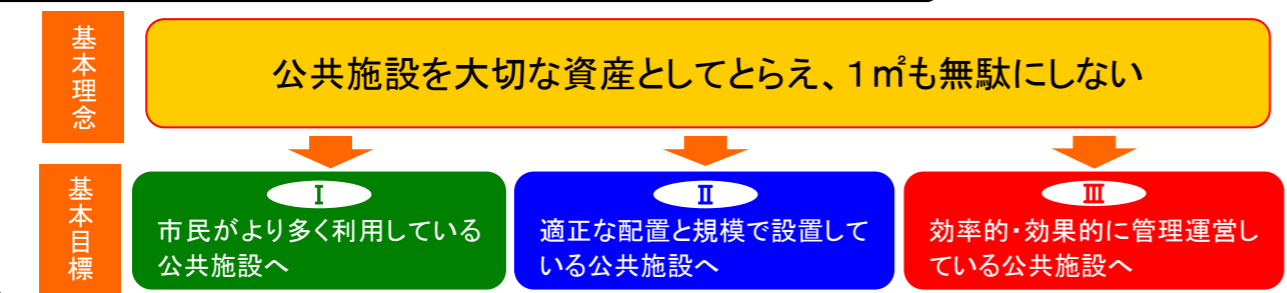 基本理念
公共施設を大切な資産としてとらえ、1㎡も無駄にしない
基本目標
Ⅰ
市民がより多く利用している
公共施設へ
Ⅱ
適正な配置と規模で設置して
いる公共施設へ
Ⅲ
効率的・効果的に管理運営し
ている公共施設へ